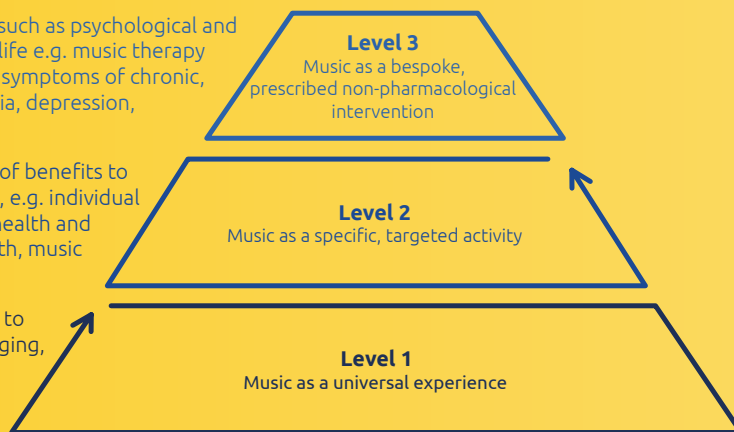 such as psychological and
life e.g. music therapy
symptoms of chronic,
ia, depression,
Level 3
Music as a bespoke,
prescribed non-pharmacological
intervention
of benefits to
, e.g. individual
health and
th, music
Level 2
Music as a specific, targeted activity
to
ging,
Level 1
Music as a universal experience